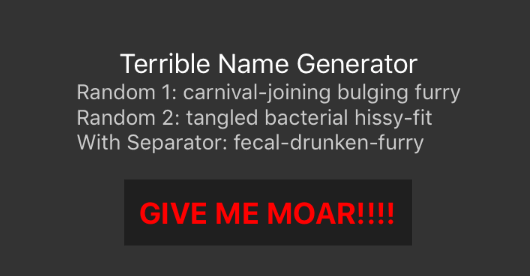 Terrible Name Generator
Random 1: carnival-joining bulging furry
Random 2: tangled bacterial hissy-fit
With Separator: fecal-drunken-furry
GIVE ME MOAR!!!!